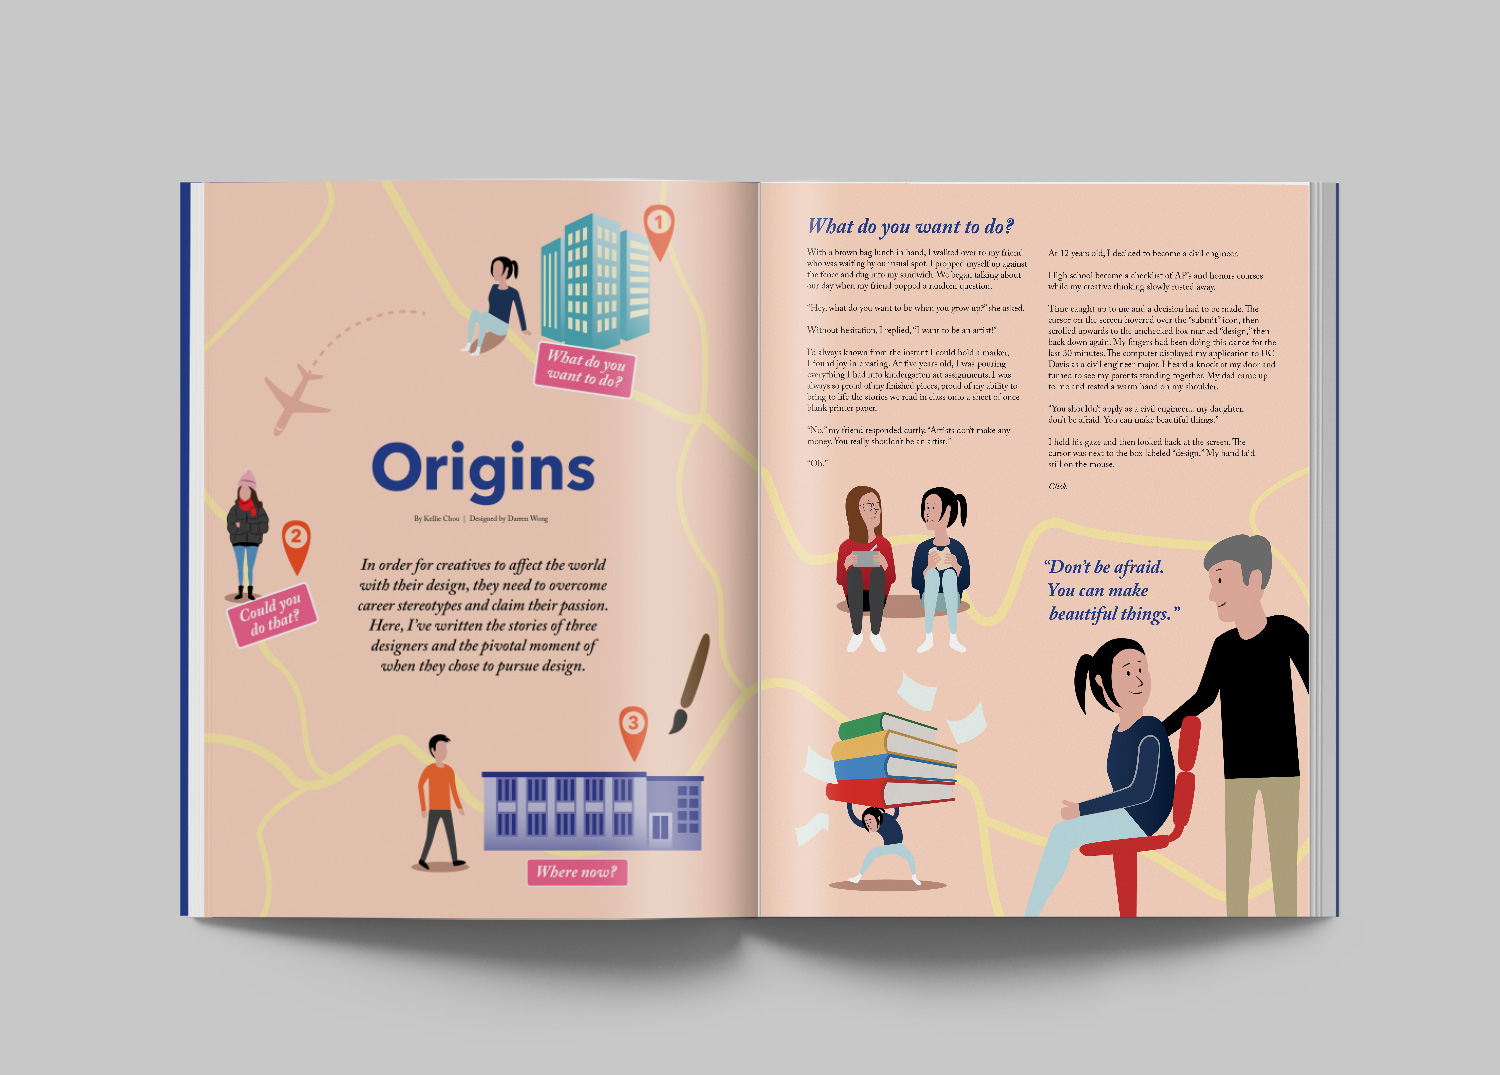 1
What do you
want to do?
Origins
By Kellie Chou | Designed by Darren Wong
2
Could you
do that?
In order for creatives to affect the world
with their design, they need to overcome
career stereotypes and claim their passion.
Here, I've written the stories of three
designers and the pivotal moment of
when they chose to pursue design.
3
Where now?
What do you want to do?
With a brown bag lunch in hand, I walked over to my friend
who was waiting by our usual spot. I propped myself up against
the fence and dug into my sandwich. We began talking about
our day when my friend popped a random question.
“Hey, what do you want to be when you grow up?” she asked.
Without hesitation, I replied, “I want to be an artist!”
I'd always known from the instant I could hold a marker,
I found joy in creating. At five years old, I was pouring
everything I had into kindergarten art assignments. I was
always so proud of my finished pieces, proud of my ability to
bring to life the stories we read in class onto a sheet of once
blank printer paper.
“No,” my friend responded curtly. “Artists don't make any
money. You really shouldn't be an artist.”
“Oh.”
At 12 years old, I decided to become a civil engineer.
High school became a checklist of AP's and honors courses
while my creative thinking slowly rusted away.
Time caught up to me and a decision had to be made. The
cursor on the screen hovered over the “submit” icon, then
scrolled upwards to the unchecked box marked “design,” then
back down again. My fingers had been doing this dance for the
last 30 minutes. The computer displayed my application to UC
Davis as a civil engineer major. I heard a knock at my door and
turned to see my parents standing together. My dad came up
to me and rested a warm hand on my shoulder.
“You shouldn't apply as a civil engineer... my daughter,
don't be afraid. You can make beautiful things.”
I held his gaze and then looked back at the screen. The
cursor was next to the box labeled “design.” My hand laid
still on the mouse.
Click.
“Don't be afraid.
You can make
beautiful things.”